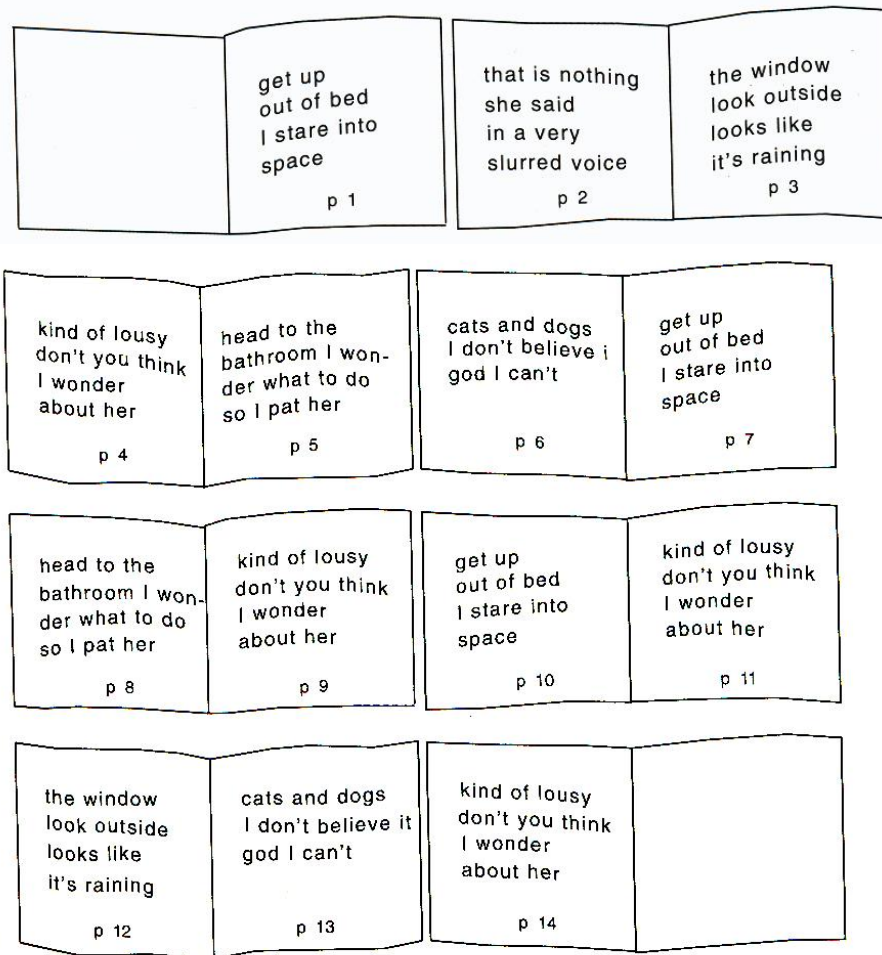 get up
out of bed
I stare into
space
p 1
that is nothing
she said
in a very
slurred voice
p 2
the window
look outside
looks like
it's raining
p 3
kind of lousy
don't you think
I wonder
about her
p 4
head to the
bathroom I won-
der what to do
so I pat her
p 5
cats and dogs
I don't believe i
god I can't
p 6
get up
out of bed
I stare into
space
p 7
head to the
bathroom I won-
der what to do
so I pat her
p 8
kind of lousy
don't you think
I wonder
about her
p 9
get up
out of bed
I stare into
space
p 10
kind of lousy
don't you think
I wonder
about her
p 11
the window
look outside
looks like
it's raining
p 12
cats and dogs
I don't believe it
god I can't
p 13
kind of lousy
don't you think
I wonder
about her
p 14